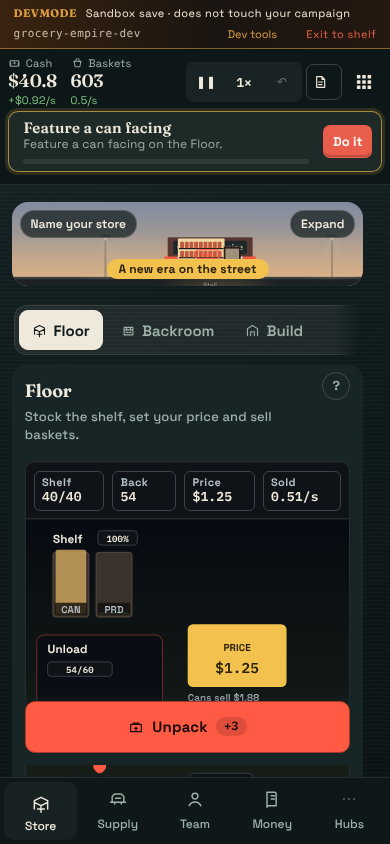 DEVMODE Sandbox save · does not touch your campaign
grocery-empire-dev Dev tools Exit to shelf
Cash Baskets
$40.8 603 1×
+$0.92/s 0.5/s
Feature a can facing
Feature a can facing on the Floor.
Do it
Name your store Expand
A new era on the street
Floor Backroom Build
Floor ?
Stock the shelf, set your price and sell
baskets.
Shelf Back Price Sold
40/40 54 $1.25 0.51/s
Shelf 100%
CAN PRD
Unload
54/60
PRICE
$1.25
Cans sell $1.88
Unpack +3
Store Supply Team Money Hubs